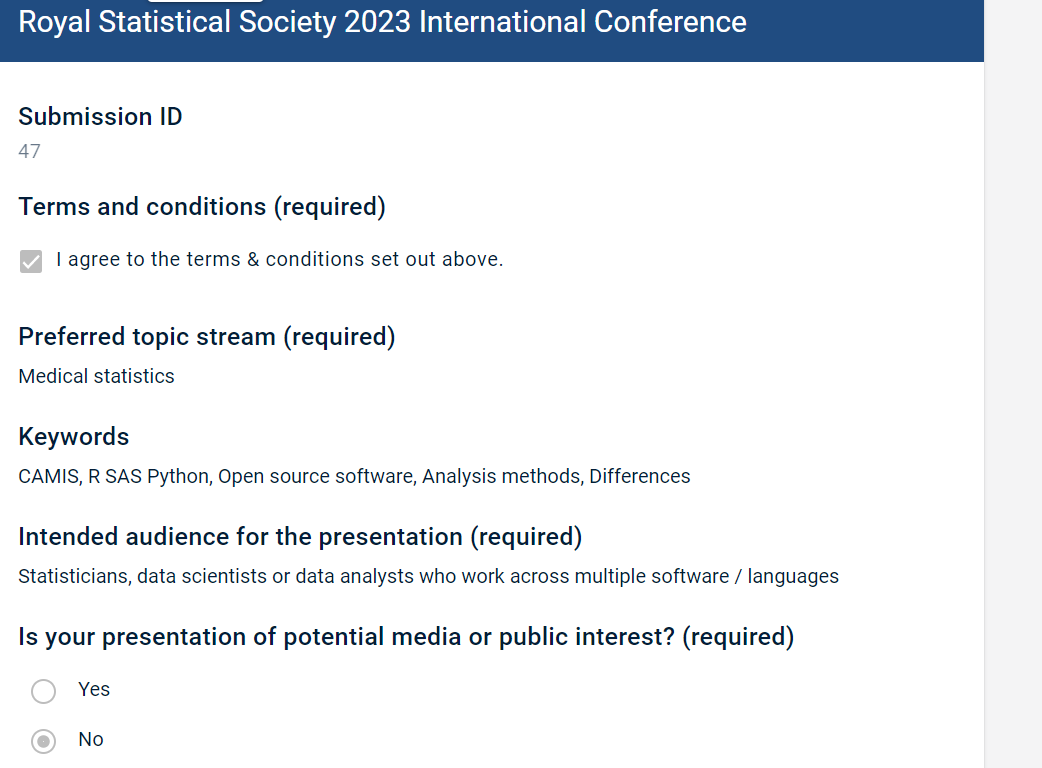 Royal Statistical Society 2023 International Conference
Submission ID
47
Terms and conditions (required)
I agree to the terms & conditions set out above.
Preferred topic stream (required)
Medical statistics
Keywords
CAMIS, R SAS Python, Open source software, Analysis methods, Differences
Intended audience for the presentation (required)
Statisticians, data scientists or data analysts who work across multiple software / languages
Is your presentation of potential media or public interest? (required)
Yes
No